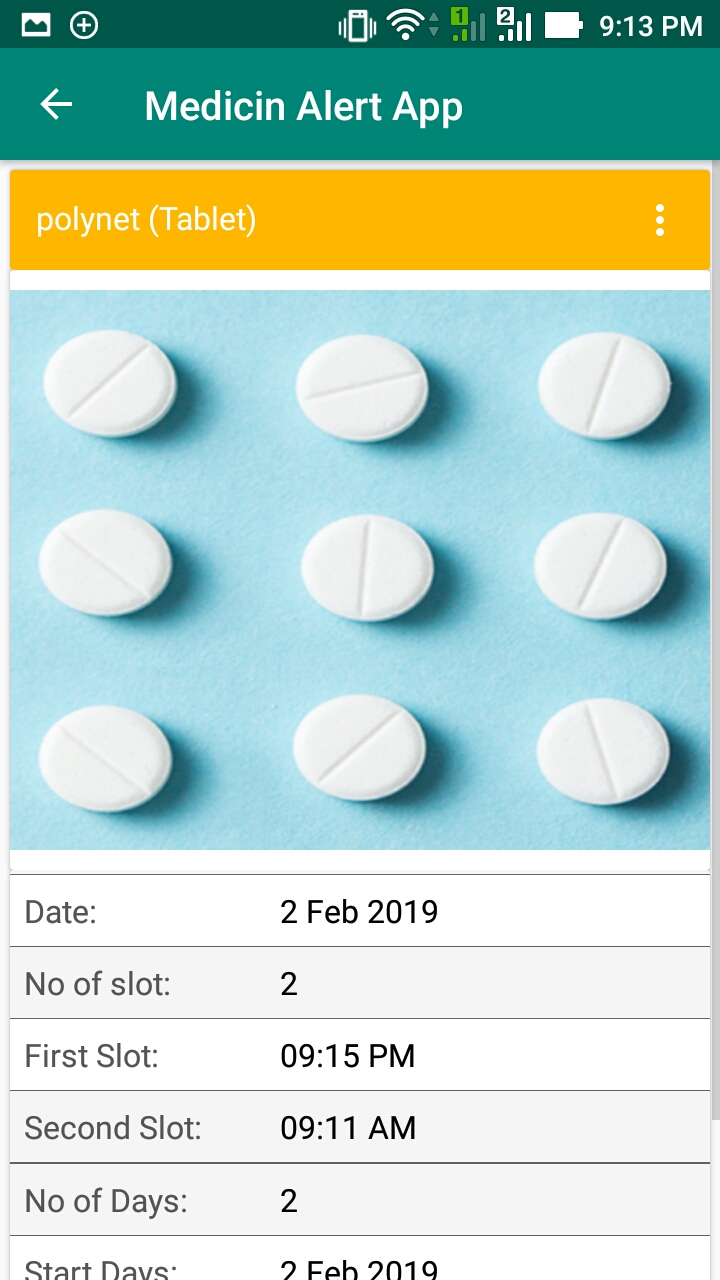 1 2 9:13 PM
Medicin Alert App
polynet (Tablet)
Date: 2 Feb 2019
No of slot: 2
First Slot: 09:15 PM
Second Slot: 09:11 AM
No of Days: 2
Start Days: 2 Feb 2019